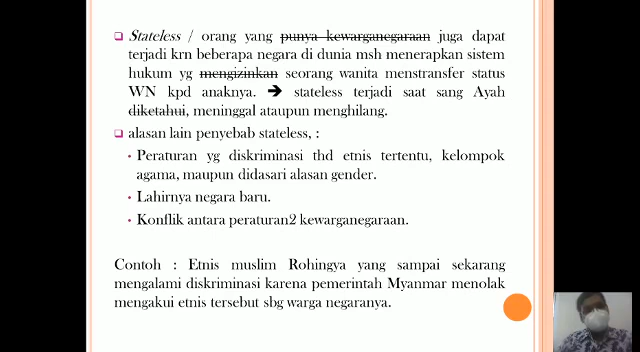 Stateless / orang yang punya kewarganegaraan juga dapat
terjadi krn beberapa negara di dunia msh menerapkan sistem
hukum yg mengizinkan seorang wanita menstransfer status
WN kpd anaknya. ➔ stateless terjadi saat sang Ayah
diketahui, meninggal ataupun menghilang.
alasan lain penyebab stateless, :
• Peraturan yg diskriminasi thd etnis tertentu, kelompok
agama, maupun didasari alasan gender.
• Lahirnya negara baru.
• Konflik antara peraturan2 kewarganegaraan.
Contoh : Etnis muslim Rohingya yang sampai sekarang
mengalami diskriminasi karena pemerintah Myanmar menolak
mengakui etnis tersebut sbg warga negaranya.